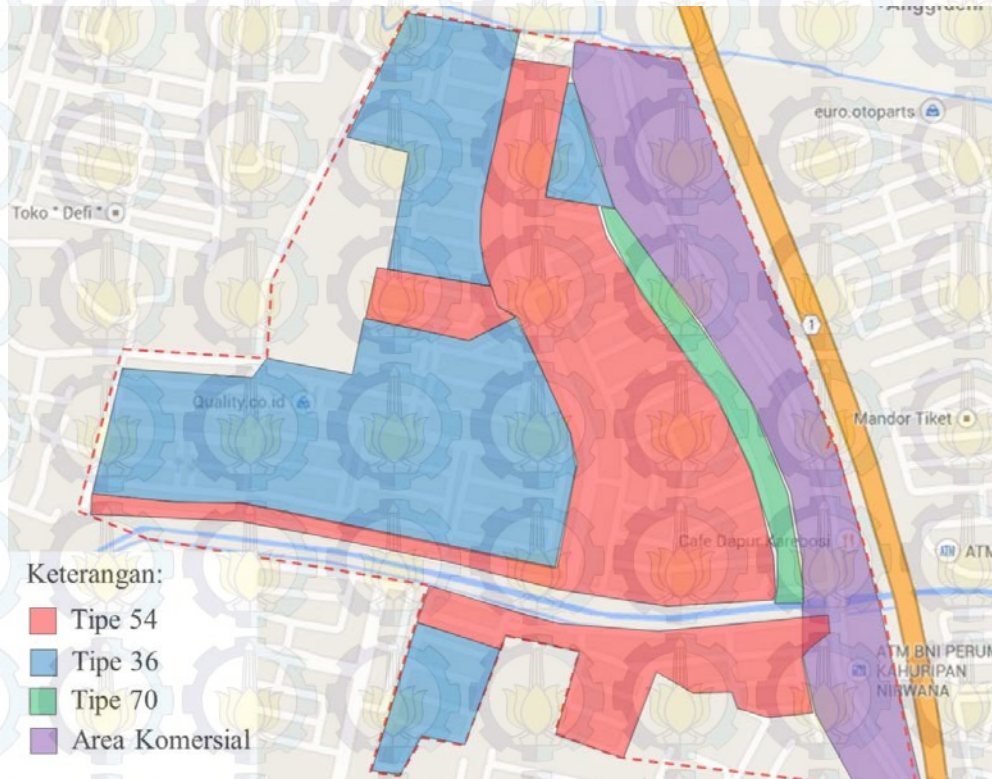 euro.otoparts
Toko " Defi "
1
Quality.co.id
Mandor Tiket
Cafe Dapur Karebosi
ATM
ATM
ATM BNI PERUM
KAHURIPAN
NIRWANA
Keterangan:
Tipe 54
Tipe 36
Tipe 70
Area Komersial